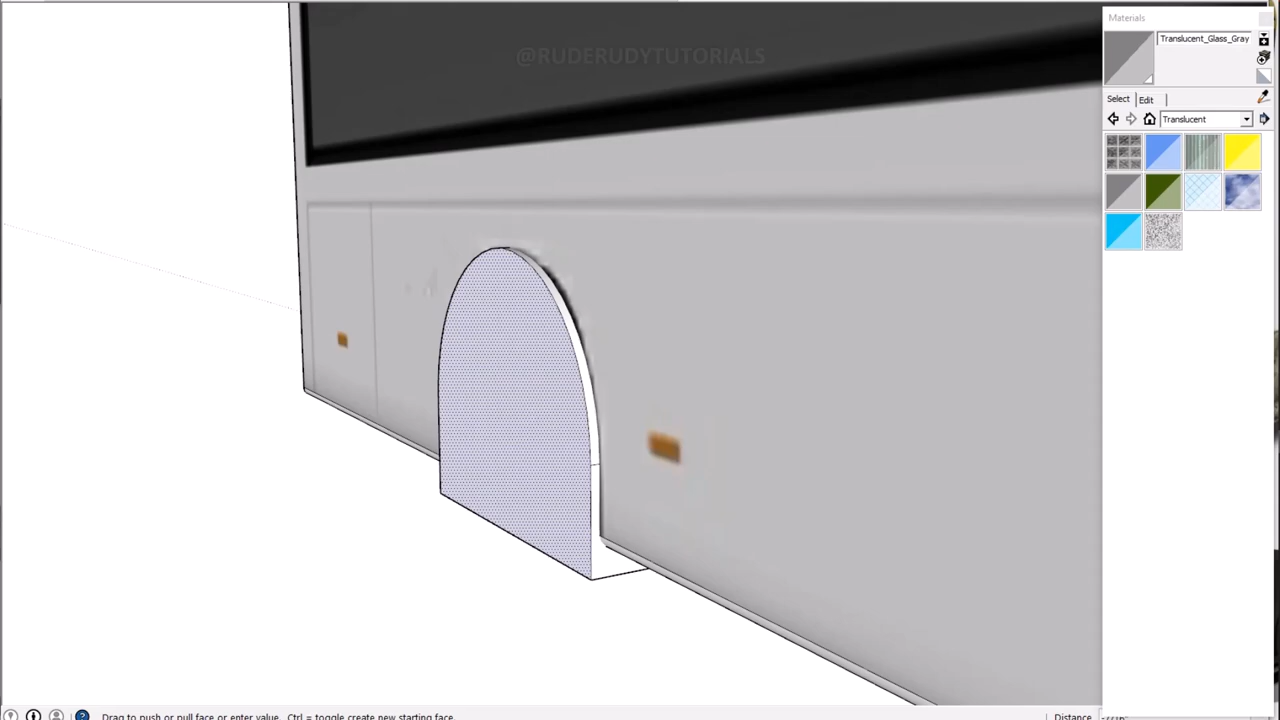 Materials
@RUDERUDYTUTORIALS
Translucent_Glass_Gray
Select
Edit
Translucent
Drag to push or pull face or enter value. Ctrl = toggle create new starting face.
Distance